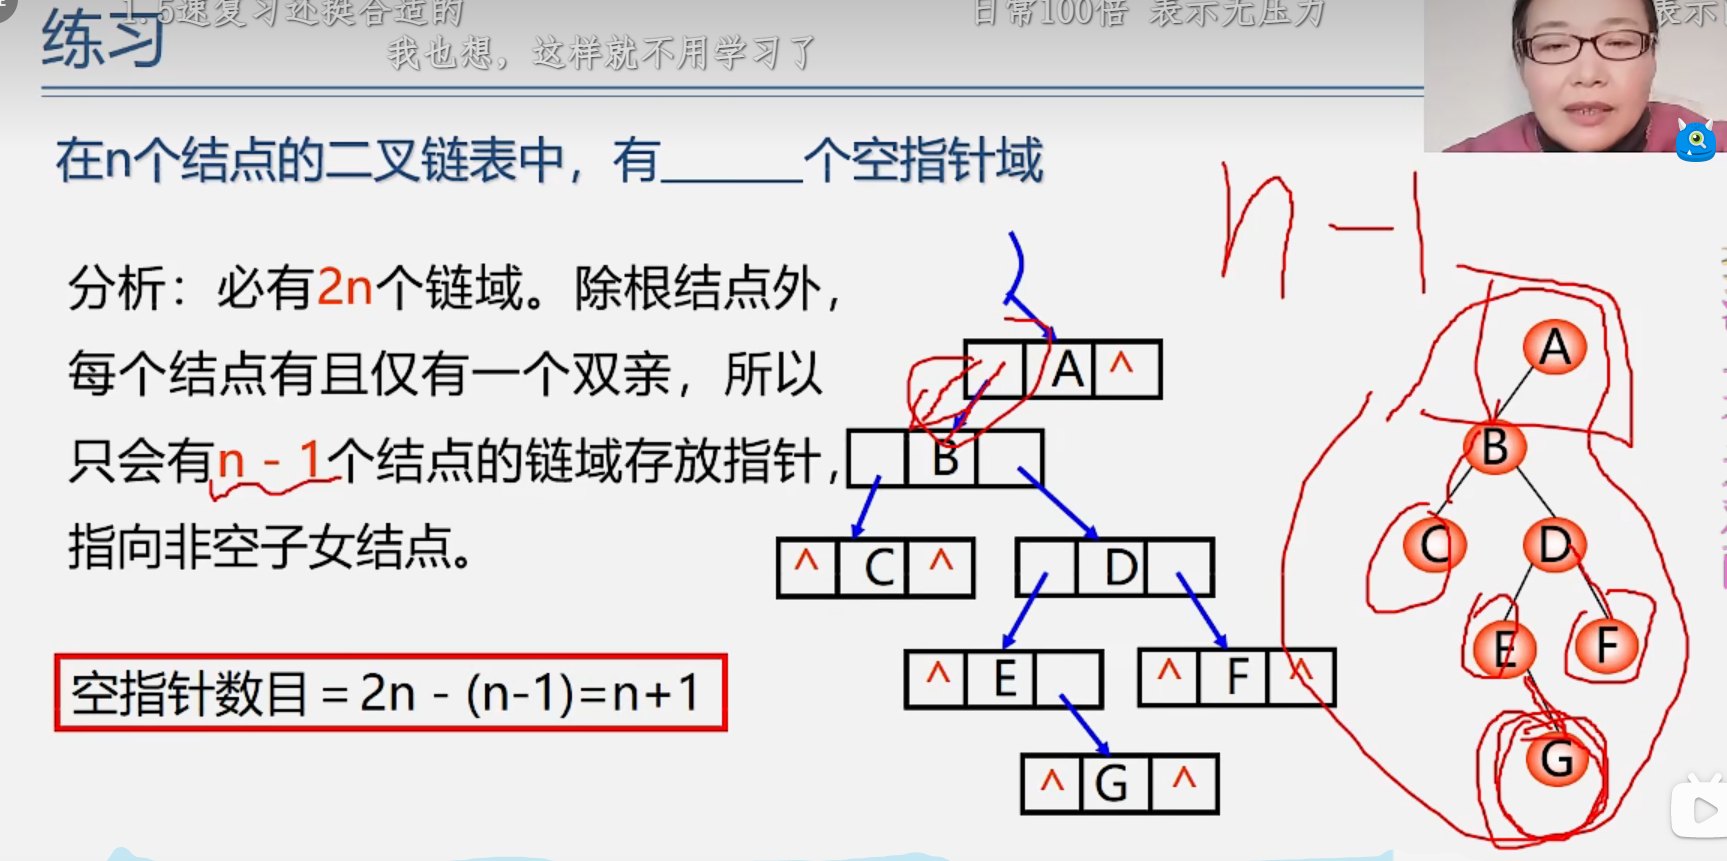 1.5速复习还挺合适的
日常100倍 表示无压力
表示
练习
我也想，这样就不用学习了
在n个结点的二叉链表中，有______个空指针域
n-1
分析：必有2n个链域。除根结点外，
每个结点有且仅有一个双亲，所以
只会有n-1个结点的链域存放指针，
指向非空子女结点。
空指针数目=2n-(n-1)=n+1
A ^
B
^ C ^
D
^ E
^ F ^
^ G ^
A
B
C D
E F
G